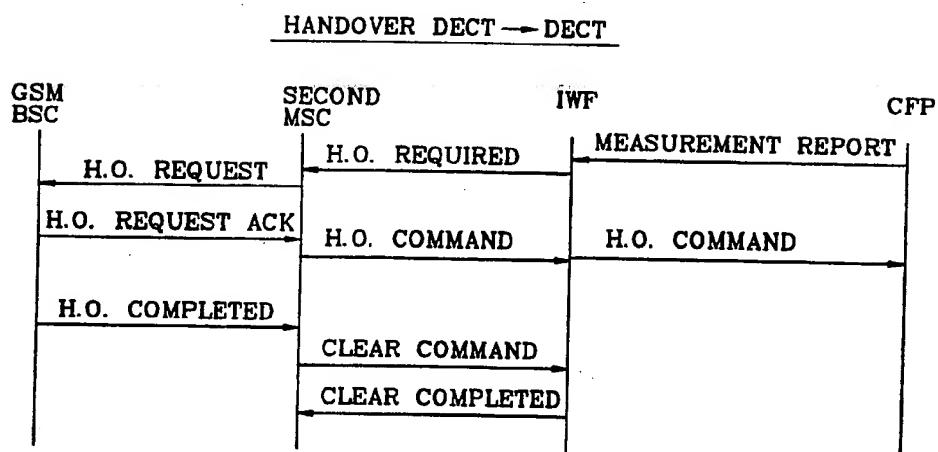 HANDOVER DECT → DECT
GSM
BSC
SECOND
MSC
IWF
CFP
MEASUREMENT REPORT
H.O. REQUIRED
H.O. REQUEST
H.O. REQUEST ACK
H.O. COMMAND
H.O. COMMAND
H.O. COMPLETED
CLEAR COMMAND
CLEAR COMPLETED